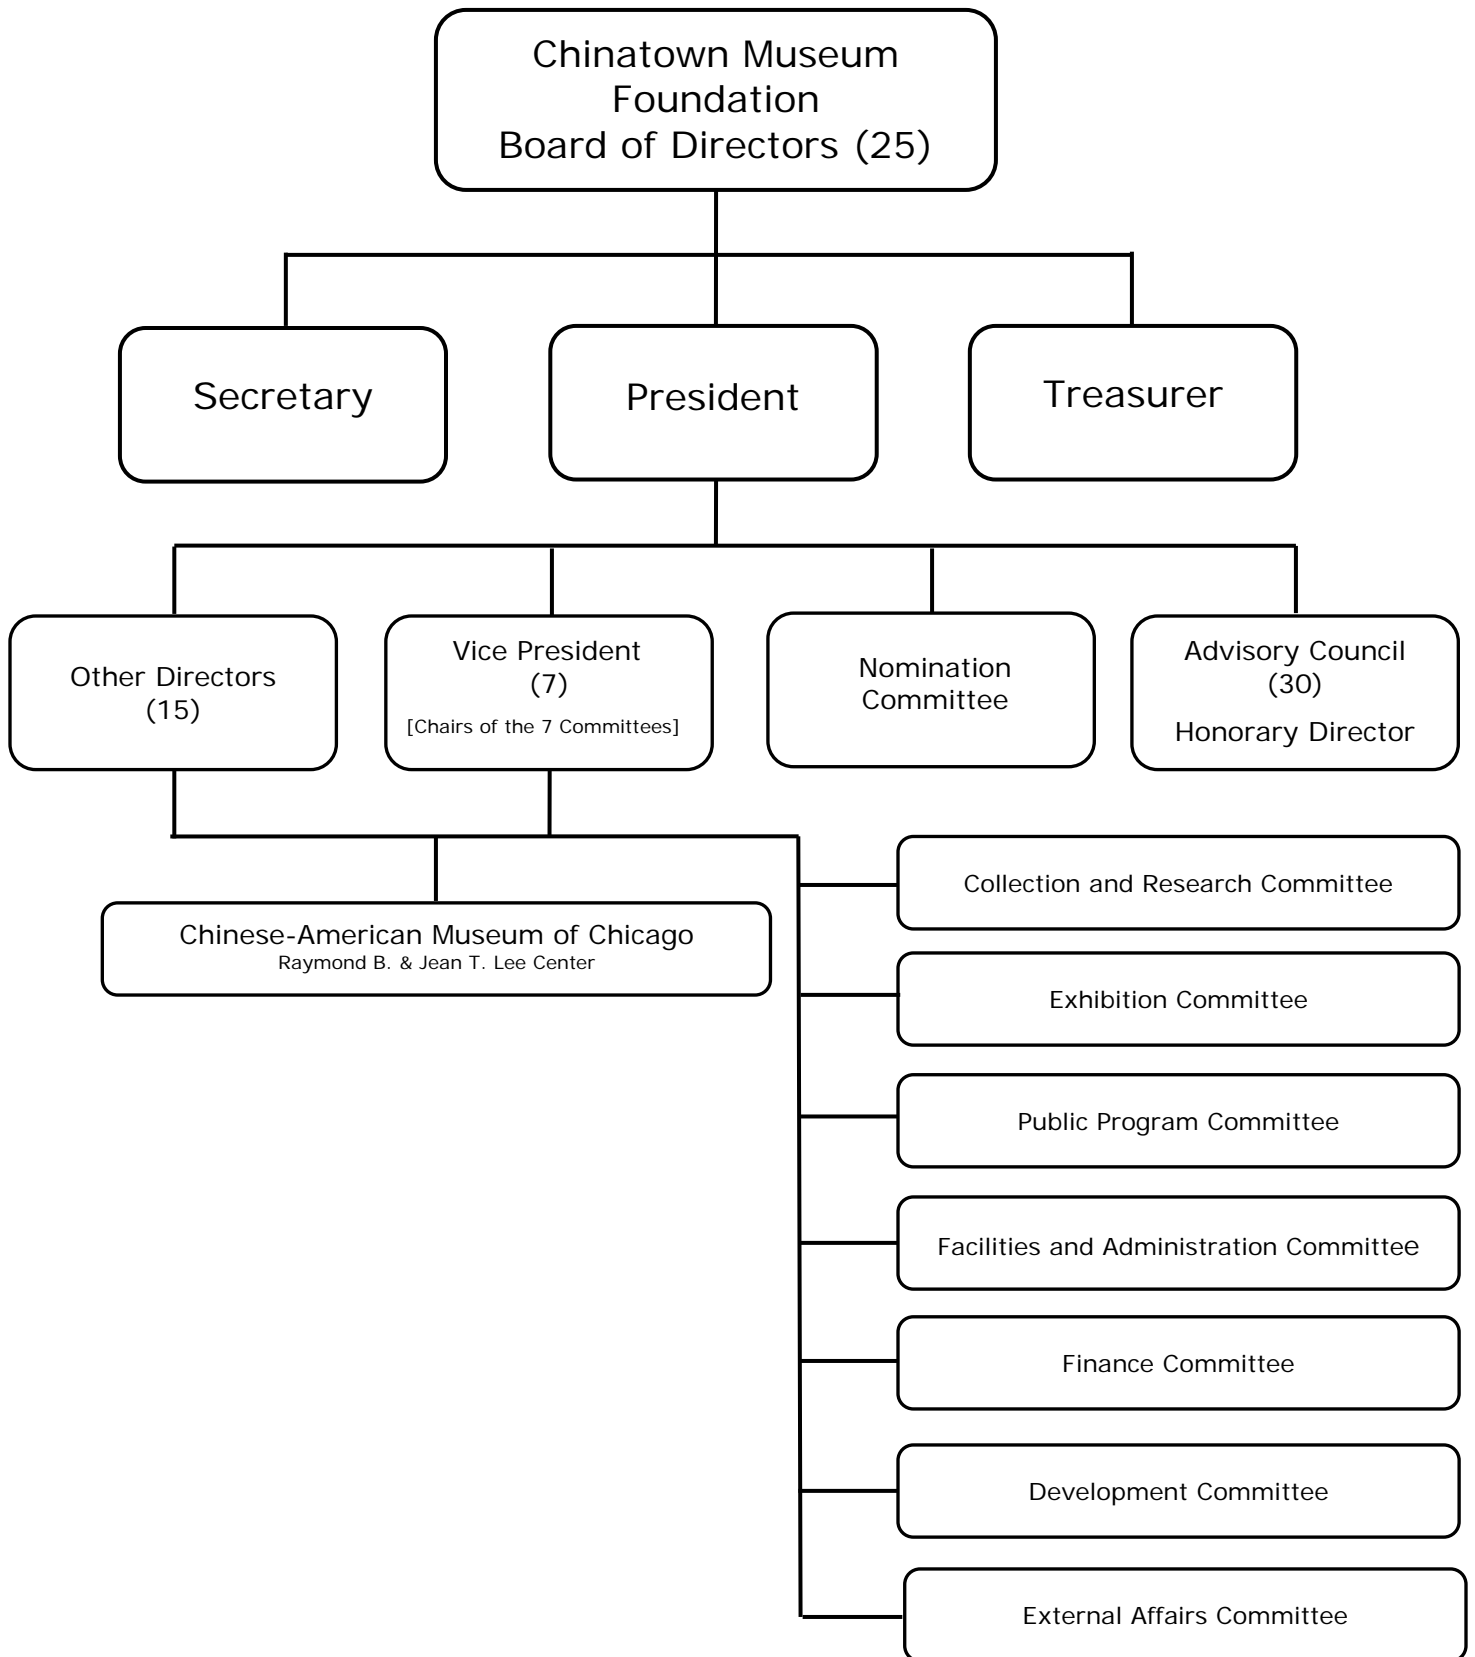 Chinatown Museum
Foundation
Board of Directors (25)
Secretary
President
Treasurer
Other Directors
(15)
Vice President
(7)
[Chairs of the 7 Committees]
Nomination
Committee
Advisory Council
(30)
Honorary Director
Chinese-American Museum of Chicago
Raymond B. & Jean T. Lee Center
Collection and Research Committee
Exhibition Committee
Public Program Committee
Facilities and Administration Committee
Finance Committee
Development Committee
External Affairs Committee